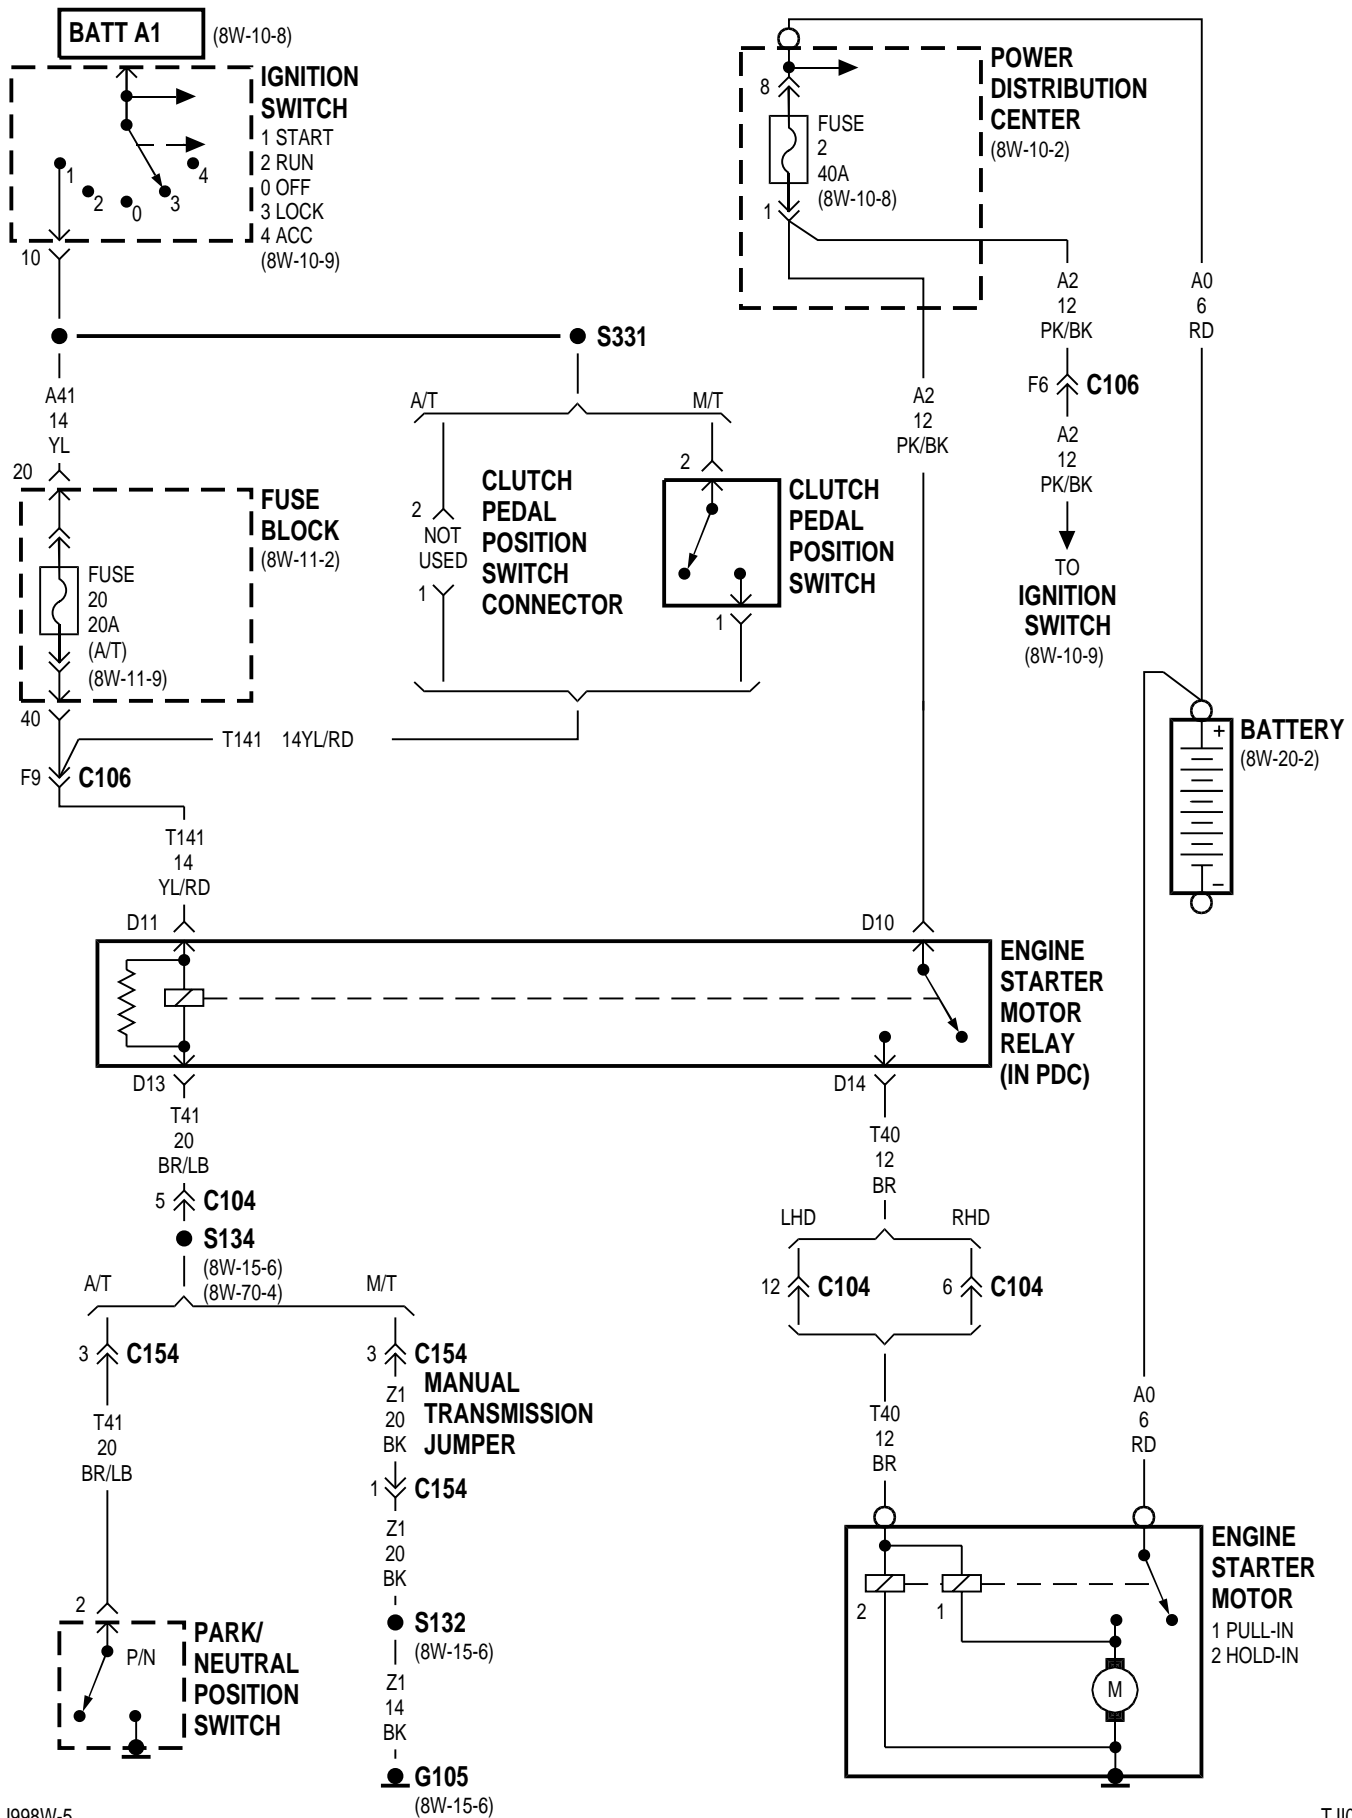 BATT A1
(8W-10-8)
IGNITION
SWITCH
1 START
2 RUN
0 OFF
3 LOCK
4 ACC
(8W-10-9)
1
2
0
3
4
10
S331
A41
14
YL
20
FUSE
BLOCK
(8W-11-2)
FUSE
20
20A
(A/T)
(8W-11-9)
40
F9
C106
T141 14YL/RD
A/T
M/T
2
NOT
USED
1
CLUTCH
PEDAL
POSITION
SWITCH
CONNECTOR
2
1
CLUTCH
PEDAL
POSITION
SWITCH
POWER
DISTRIBUTION
CENTER
(8W-10-2)
8
FUSE
2
40A
(8W-10-8)
1
A2
12
PK/BK
A2
12
PK/BK
F6
C106
A2
12
PK/BK
TO
IGNITION
SWITCH
(8W-10-9)
A0
6
RD
+
−
BATTERY
(8W-20-2)
T141
14
YL/RD
D11
D10
ENGINE
STARTER
MOTOR
RELAY
(IN PDC)
D13
D14
T41
20
BR/LB
5
C104
S134
(8W-15-6)
(8W-70-4)
A/T
M/T
3
C154
T41
20
BR/LB
2
P/N
PARK/
NEUTRAL
POSITION
SWITCH
3
C154
Z1
20
BK
MANUAL
TRANSMISSION
JUMPER
1
C154
Z1
20
BK
S132
(8W-15-6)
Z1
14
BK
G105
(8W-15-6)
T40
12
BR
LHD
RHD
12
C104
6
C104
T40
12
BR
A0
6
RD
2
1
M
ENGINE
STARTER
MOTOR
1 PULL-IN
2 HOLD-IN
J998W-5